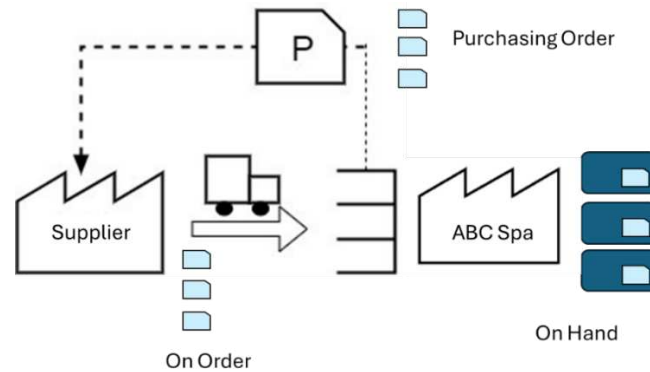 P
Purchasing Order
Supplier
ABC Spa
On Order
On Hand